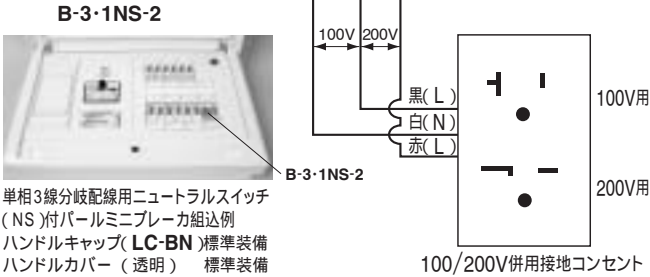 B-3·1NS-2
B-3·1NS-2
単相3線分岐配線用ニュートラルスイッチ
(NS)付パールミニブレーカ組込例
ハンドルキャップ(LC-BN)標準装備
ハンドルカバー(透明) 標準装備
100V 200V
黒(L)
白(N)
赤(L)
100V用
200V用
100/200V併用接地コンセント